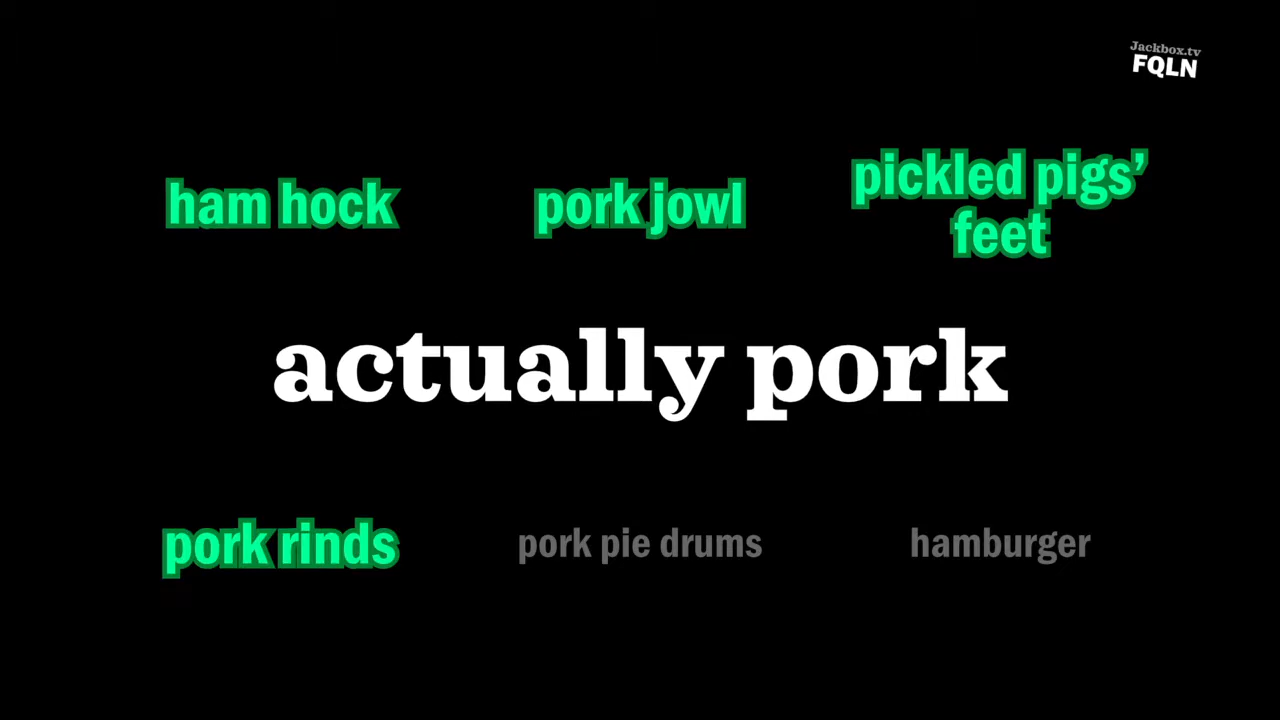 Jackbox.tv
FQLN
ham hock
pork jowl
pickled pigs’
feet
actually pork
pork rinds
pork pie drums
hamburger